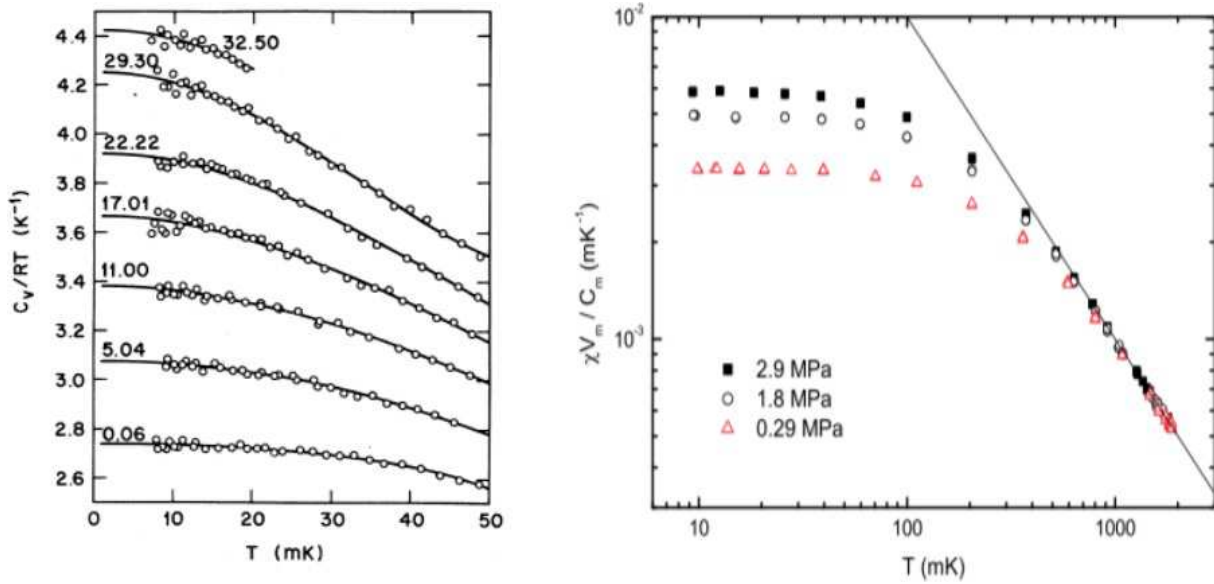 4.4
4.2
4.0
3.8
3.6
3.4
3.2
3.0
2.8
2.6
C_V/RT (K⁻¹)
32.50
29.30
22.22
17.01
11.00
5.04
0.06
0 10 20 30 40 50
T (mK)
10⁻²
10⁻³
χV_m / C_m (mK⁻¹)
2.9 MPa
1.8 MPa
0.29 MPa
10 100 1000
T (mK)